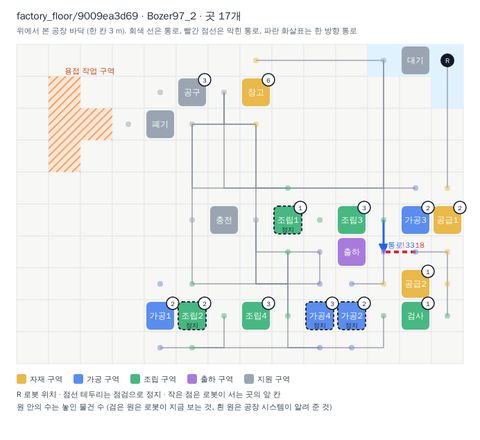 factory_floor/9009ea3d69 · Bozer97_2 · 곳 17개
위에서 본 공장 바닥 (한 칸 3 m). 회색 선은 통로, 빨간 점선은 막힌 통로, 파란 화살표는 한 방향 통로
용접 작업 구역
대기
R
공구
3
창고
6
폐기
충전
조립1
1
정지
조립3
3
가공3
2
공급1
2
출하
통로!3318
공급2
1
가공1
2
조립2
2
정지
조립4
3
가공4
3
정지
가공2
2
정지
검사
1
자재 구역
가공 구역
조립 구역
출하 구역
지원 구역
R 로봇 위치 · 점선 테두리는 점검으로 정지 · 작은 점은 로봇이 서는 곳의 앞 칸
원 안의 수는 놓인 물건 수 (검은 원은 로봇이 지금 보는 것, 흰 원은 공장 시스템이 알려 준 것)